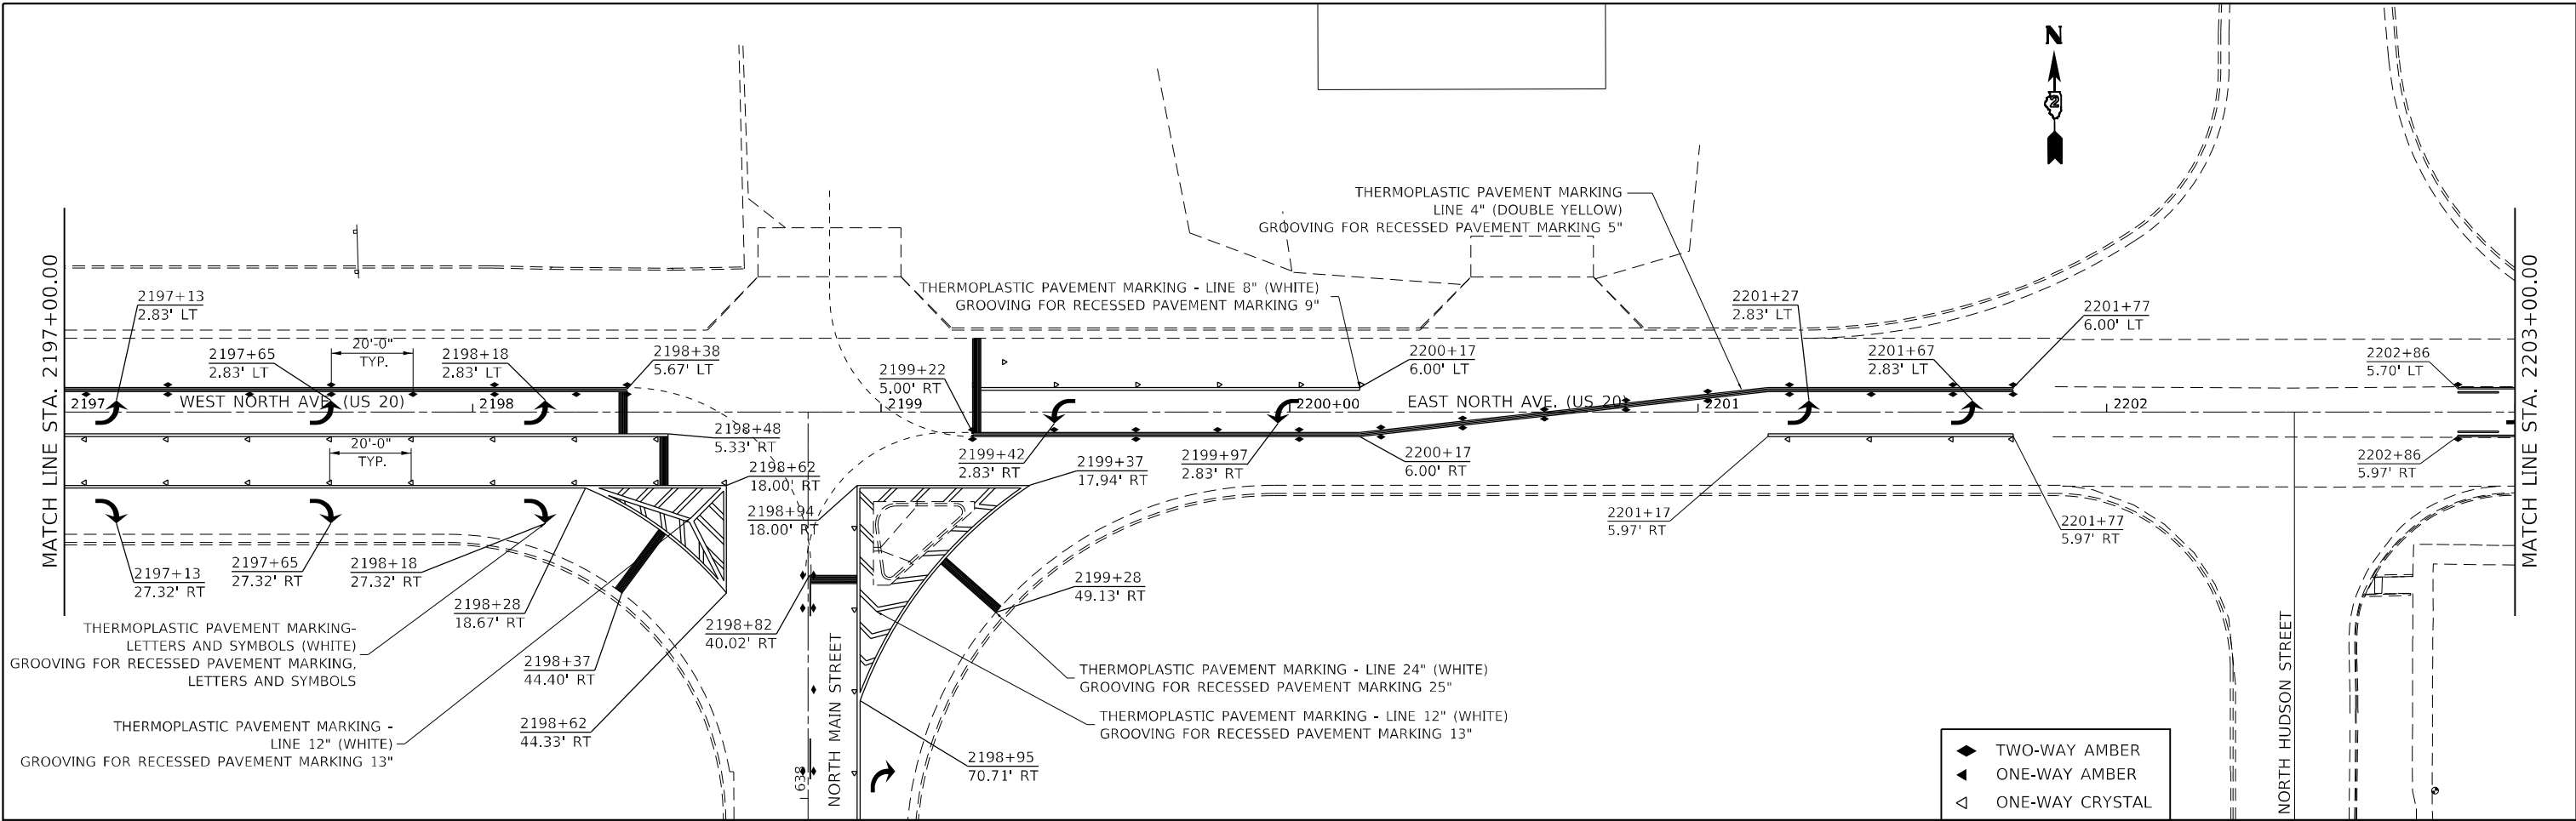 N
2
MATCH LINE STA. 2197+00.00
MATCH LINE STA. 2203+00.00
THERMOPLASTIC PAVEMENT MARKING
LINE 4" (DOUBLE YELLOW)
GROOVING FOR RECESSED PAVEMENT MARKING 5"
THERMOPLASTIC PAVEMENT MARKING - LINE 8" (WHITE)
GROOVING FOR RECESSED PAVEMENT MARKING 9"
2197+13
2.83' LT
2197+65
2.83' LT
20'-0"
TYP.
2198+18
2.83' LT
2198+38
5.67' LT
2199+22
5.00' RT
2200+17
6.00' LT
2201+27
2.83' LT
2201+67
2.83' LT
2201+77
6.00' LT
2202+86
5.70' LT
2197
WEST NORTH AVE. (US 20)
2198
2199
2200+00
EAST NORTH AVE. (US 20)
2201
2202
20'-0"
TYP.
2198+48
5.33' RT
2198+62
18.00' RT
2198+94
18.00' RT
2199+42
2.83' RT
2199+37
17.94' RT
2199+97
2.83' RT
2200+17
6.00' RT
2201+17
5.97' RT
2201+77
5.97' RT
2202+86
5.97' RT
2197+13
27.32' RT
2197+65
27.32' RT
2198+18
27.32' RT
2198+28
18.67' RT
2198+37
44.40' RT
2198+62
44.33' RT
2198+82
40.02' RT
2199+28
49.13' RT
2198+95
70.71' RT
THERMOPLASTIC PAVEMENT MARKING-
LETTERS AND SYMBOLS (WHITE)
GROOVING FOR RECESSED PAVEMENT MARKING,
LETTERS AND SYMBOLS
THERMOPLASTIC PAVEMENT MARKING -
LINE 12" (WHITE)
GROOVING FOR RECESSED PAVEMENT MARKING 13"
THERMOPLASTIC PAVEMENT MARKING - LINE 24" (WHITE)
GROOVING FOR RECESSED PAVEMENT MARKING 25"
THERMOPLASTIC PAVEMENT MARKING - LINE 12" (WHITE)
GROOVING FOR RECESSED PAVEMENT MARKING 13"
638
NORTH MAIN STREET
NORTH HUDSON STREET
TWO-WAY AMBER
ONE-WAY AMBER
ONE-WAY CRYSTAL